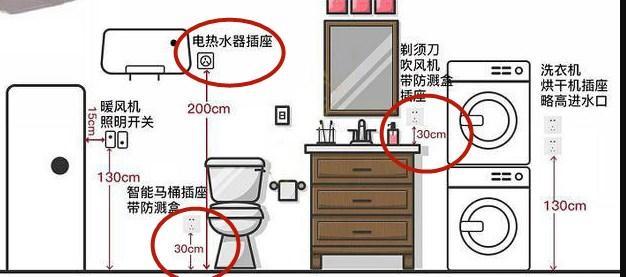 电热水器插座
200cm
暖风机
照明开关
15cm
130cm
智能马桶插座
带防溅盒
30cm
剃须刀
吹风机
带防溅盒
插座
30cm
洗衣机
烘干机插座
略高进水口
130cm